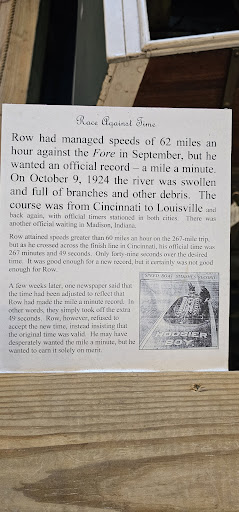 Race Against Time
Row had managed speeds of 62 miles an
hour against the Fore in September, but he
wanted an official record – a mile a minute.
On October 9, 1924 the river was swollen
and full of branches and other debris. The
course was from Cincinnati to Louisville and
back again, with official timers stationed in both cities. There was
another official waiting in Madison, Indiana.
Row attained speeds greater than 60 miles an hour on the 267-mile trip,
but as he crossed across the finish line in Cincinnati, his official time was
267 minutes and 49 seconds. Only forty-nine seconds over the desired
time. It was good enough for a new record, but it certainly was not good
enough for Row.
A few weeks later, one newspaper said that
the time had been adjusted to reflect that
Row had made the mile a minute record. In
other words, they simply took off the extra
49 seconds. Row, however, refused to
accept the new time, instead insisting that
the original time was valid. He may have
desperately wanted the mile a minute, but he
wanted to earn it solely on merit.
SPEED BOAT
HOOSIER
BOY